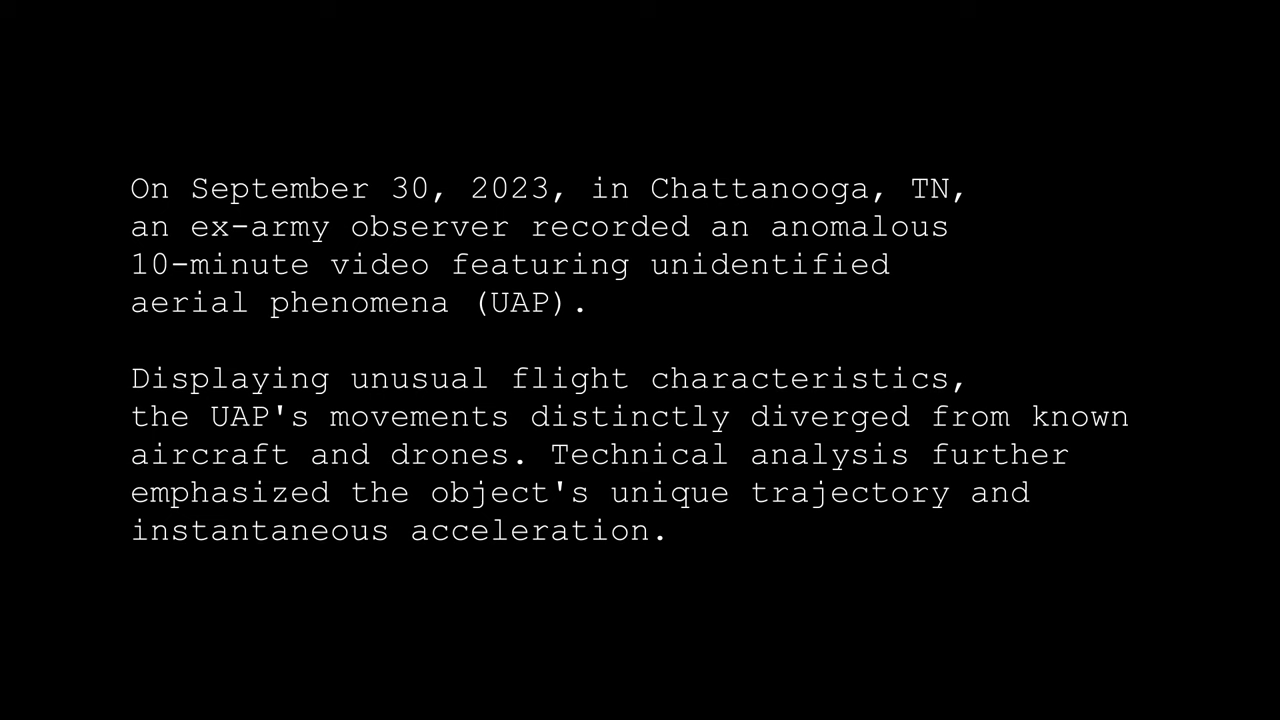 On September 30, 2023, in Chattanooga, TN,
an ex-army observer recorded an anomalous
10-minute video featuring unidentified
aerial phenomena (UAP).
Displaying unusual flight characteristics,
the UAP's movements distinctly diverged from known
aircraft and drones. Technical analysis further
emphasized the object's unique trajectory and
instantaneous acceleration.